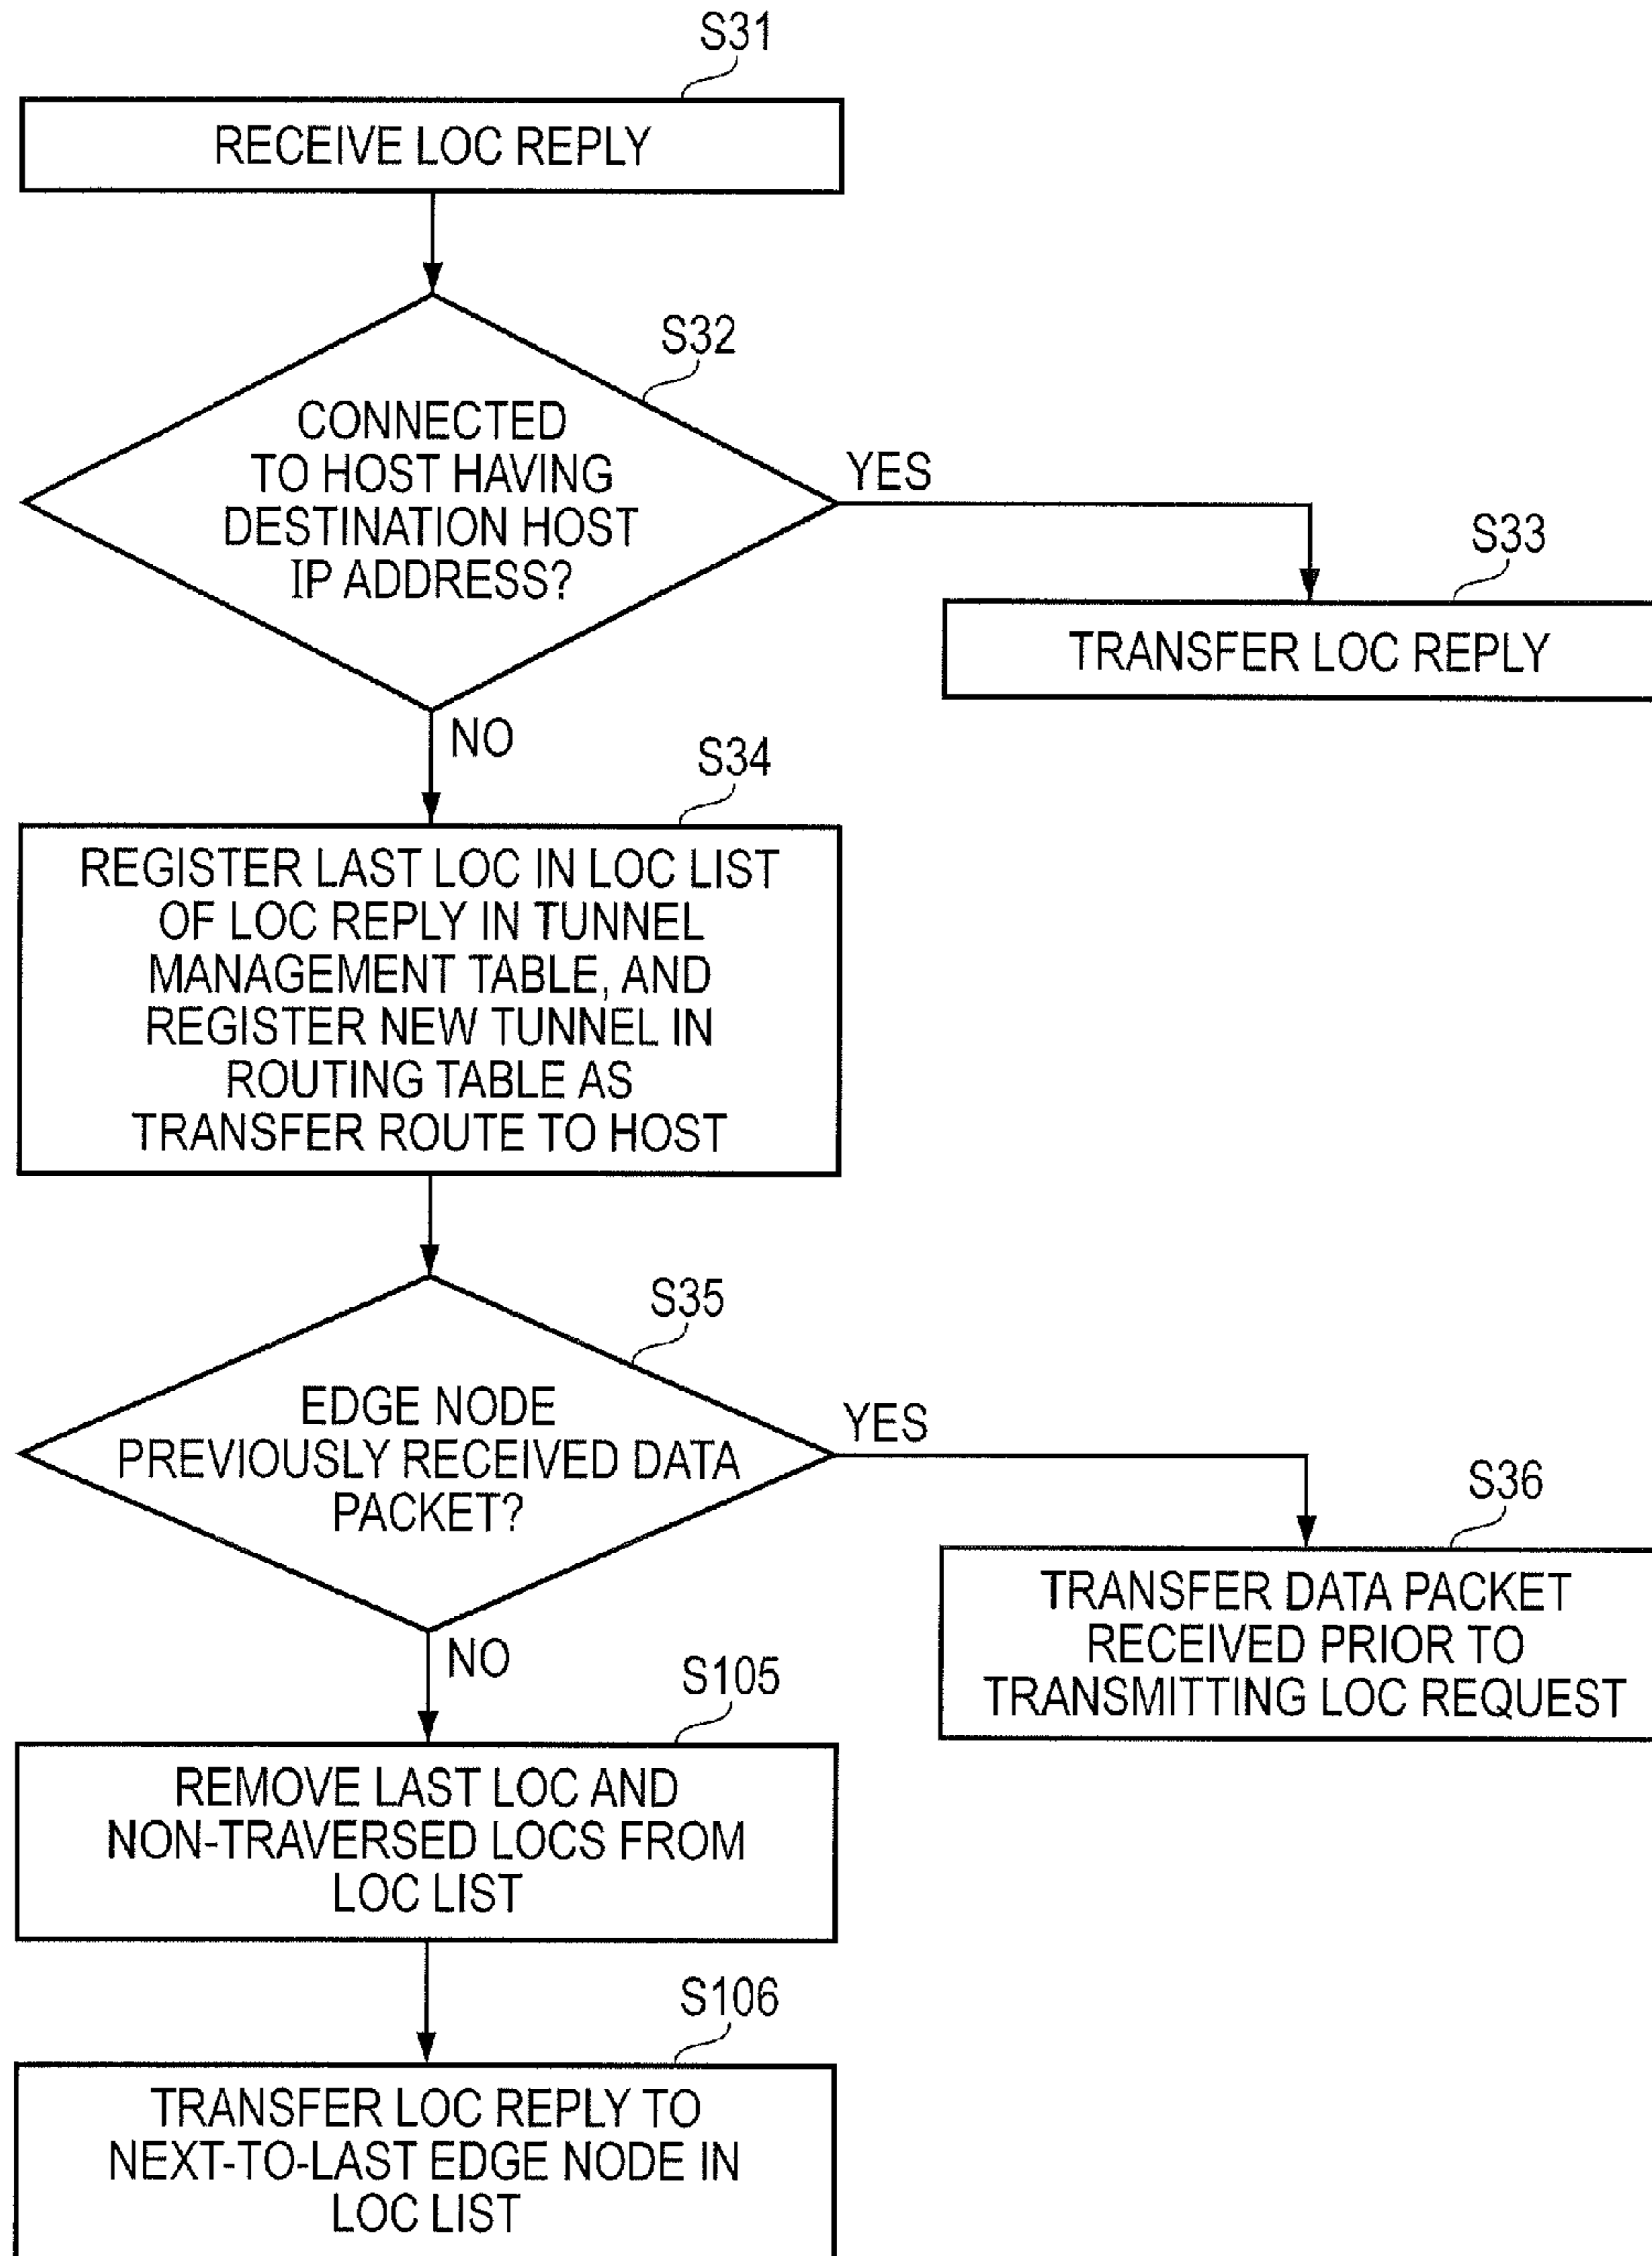 S31
RECEIVE LOC REPLY
S32
CONNECTED
TO HOST HAVING
DESTINATION HOST
IP ADDRESS?
YES
S33
TRANSFER LOC REPLY
NO
S34
REGISTER LAST LOC IN LOC LIST
OF LOC REPLY IN TUNNEL
MANAGEMENT TABLE, AND
REGISTER NEW TUNNEL IN
ROUTING TABLE AS
TRANSFER ROUTE TO HOST
S35
EDGE NODE
PREVIOUSLY RECEIVED DATA
PACKET?
YES
S36
TRANSFER DATA PACKET
RECEIVED PRIOR TO
TRANSMITTING LOC REQUEST
NO
S105
REMOVE LAST LOC AND
NON-TRAVERSED LOCS FROM
LOC LIST
S106
TRANSFER LOC REPLY TO
NEXT-TO-LAST EDGE NODE IN
LOC LIST